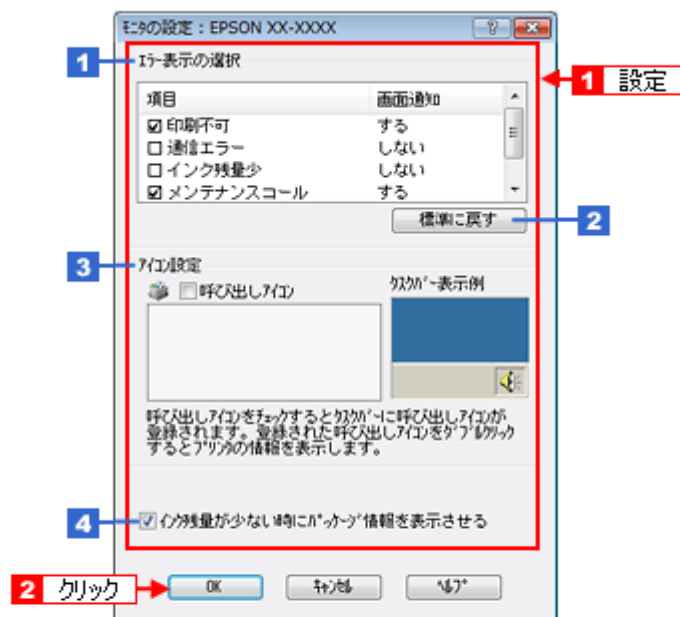 ﾓﾆﾀの設定：EPSON XX-XXXX
1 ｴﾗｰ表示の選択
1 設定
項目 画面通知
印刷不可 する
通信エラー しない
インク残量少 しない
メンテナンスコール する
標準に戻す 2
3 ｱｲｺﾝ設定
呼び出しｱｲｺﾝ
ﾀｽｸﾊﾞｰ表示例
呼び出しｱｲｺﾝをﾁｪｯｸするとﾀｽｸﾊﾞｰに呼び出しｱｲｺﾝが
登録されます。登録された呼び出しｱｲｺﾝをﾀﾞﾌﾞﾙｸﾘｯｸ
するとﾌﾟﾘﾝﾀの情報を表示します。
4 ｲﾝｸ残量が少ない時にﾊﾟｯｹｰｼﾞ情報を表示させる
2 クリック
OK ｷｬﾝｾﾙ ﾍﾙﾌﾟ